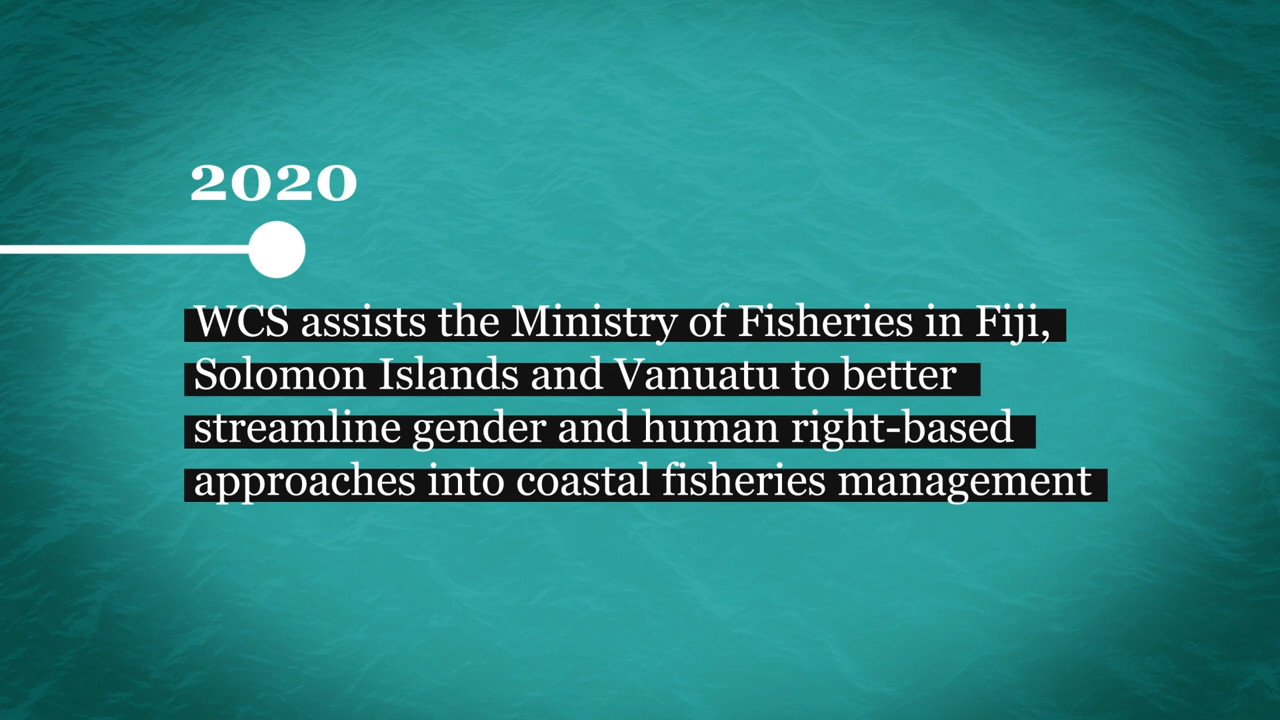 2020
WCS assists the Ministry of Fisheries in Fiji,
Solomon Islands and Vanuatu to better
streamline gender and human right-based
approaches into coastal fisheries management